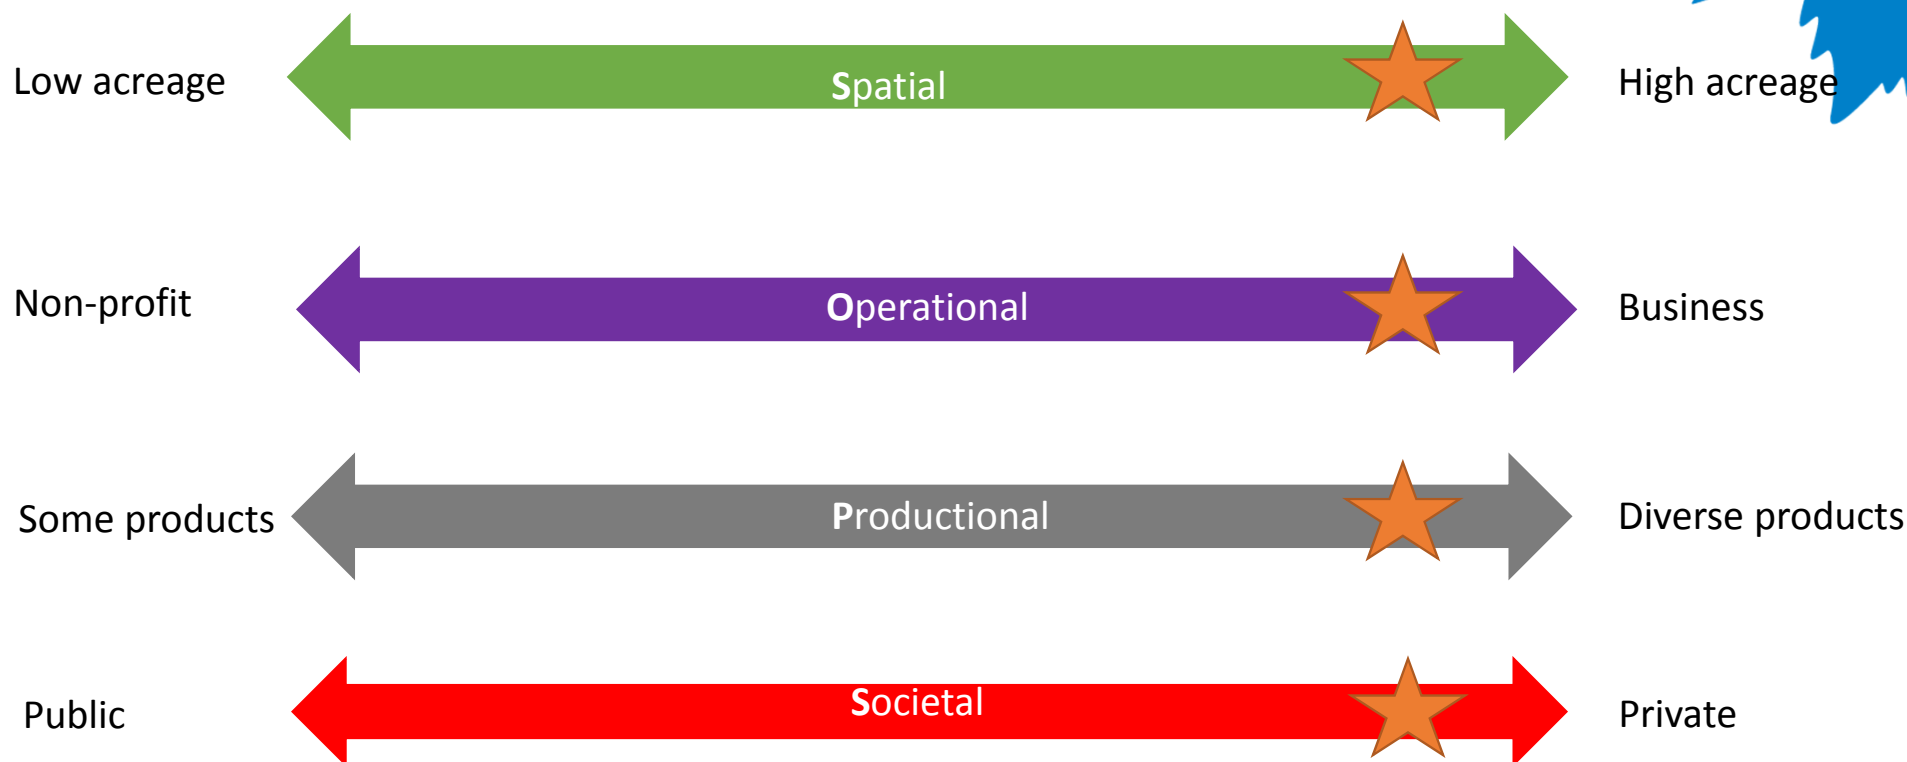 Low acreage
Spatial
High acreage
Non-profit
Operational
Business
Some products
Productional
Diverse products
Public
Societal
Private